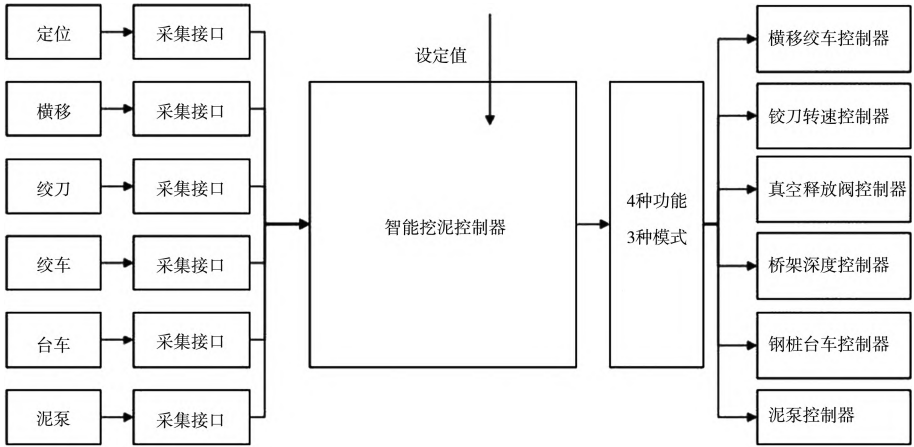 定位
采集接口
横移
采集接口
绞刀
采集接口
绞车
采集接口
台车
采集接口
泥泵
采集接口
设定值
智能挖泥控制器
4种功能
3种模式
横移绞车控制器
铰刀转速控制器
真空释放阀控制器
桥架深度控制器
钢桩台车控制器
泥泵控制器